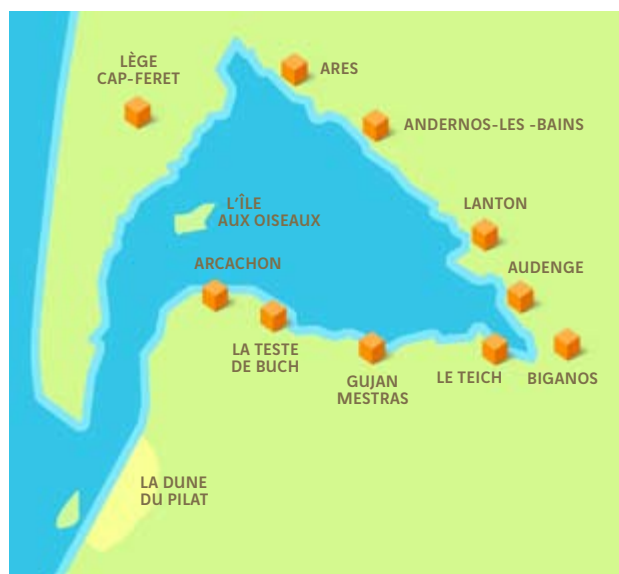 LÈGE
CAP-FERET
ARES
ANDERNOS-LES -BAINS
L'ÎLE
AUX OISEAUX
LANTON
ARCACHON
AUDENGE
LA TESTE
DE BUCH
GUJAN
MESTRAS
LE TEICH
BIGANOS
LA DUNE
DU PILAT